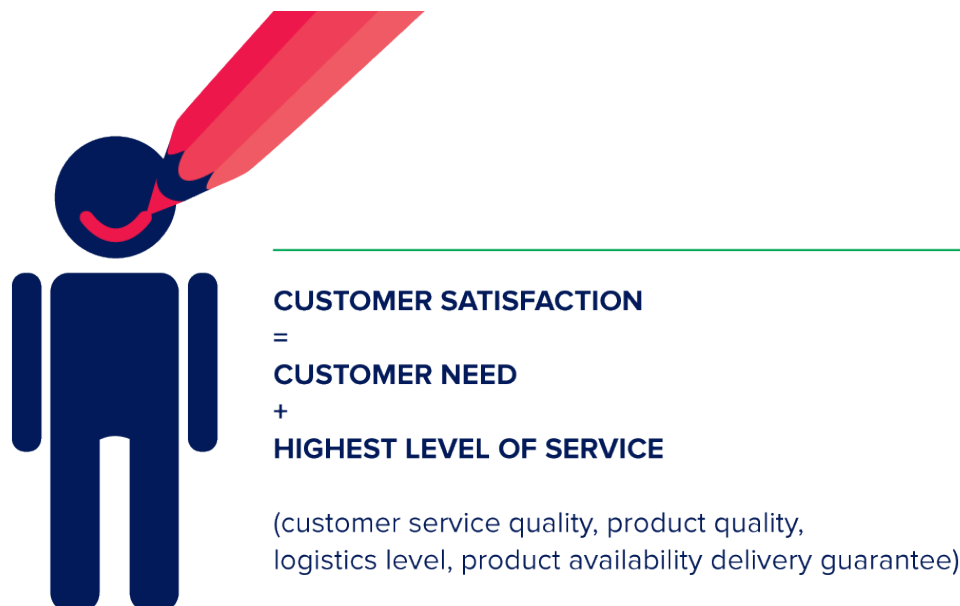 CUSTOMER SATISFACTION
=
CUSTOMER NEED
+
HIGHEST LEVEL OF SERVICE
(customer service quality, product quality,
logistics level, product availability delivery guarantee)